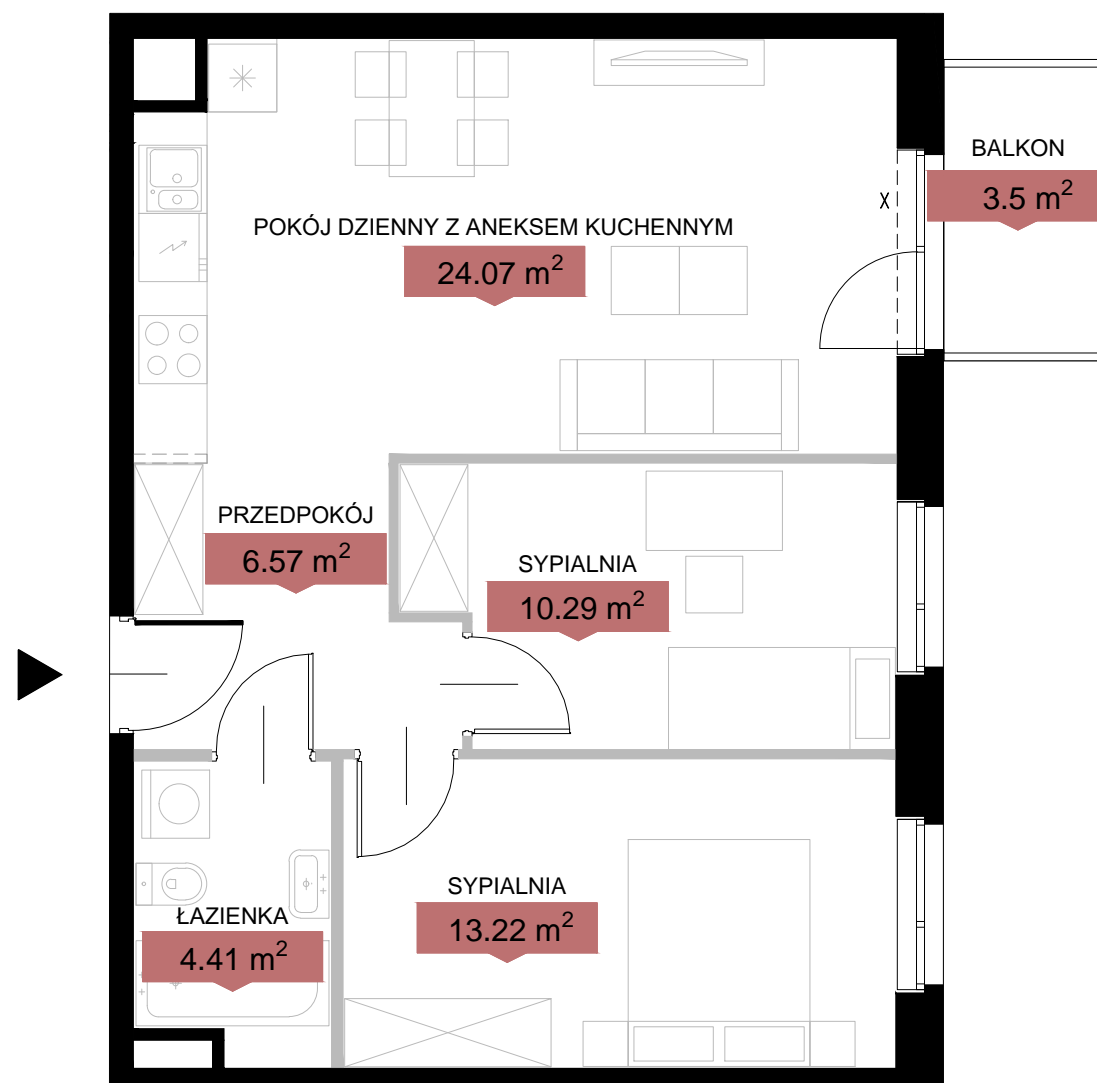 BALKON
3.5 m²
POKÓJ DZIENNY Z ANEKSEM KUCHENNYM
24.07 m²
PRZEDPOKÓJ
6.57 m²
SYPIALNIA
10.29 m²
SYPIALNIA
13.22 m²
ŁAZIENKA
4.41 m²
X